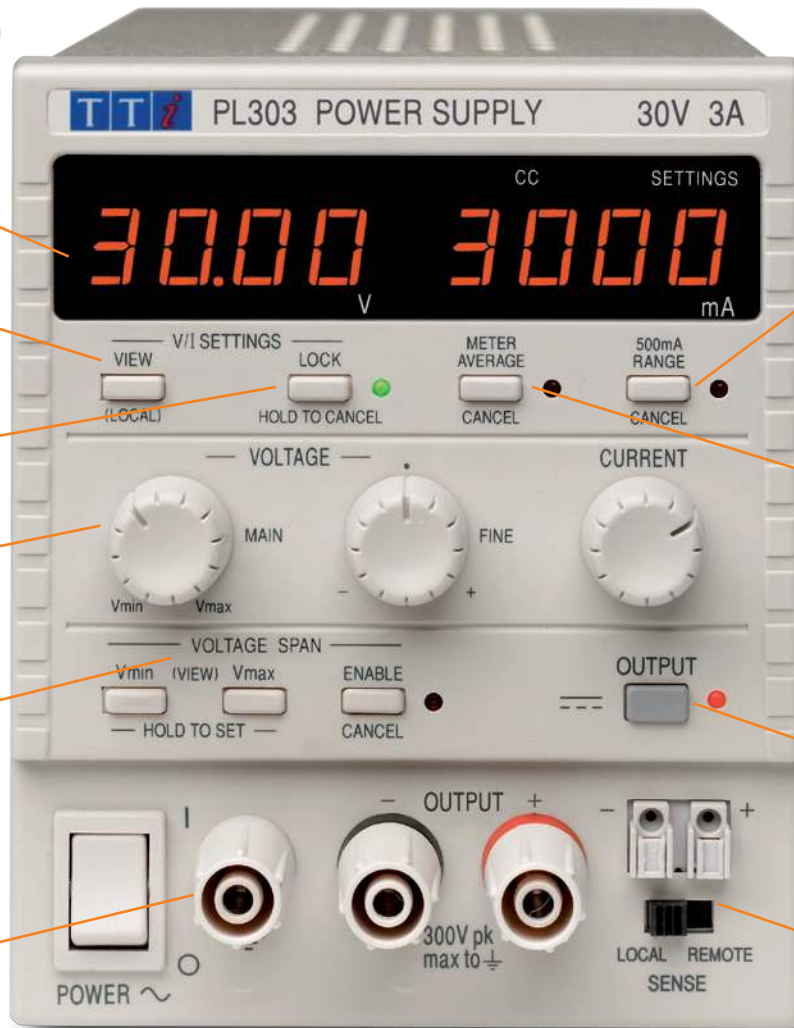 TTi PL303 POWER SUPPLY 30V 3A
CC SETTINGS
30.00 V 3000 mA
V/I SETTINGS
VIEW LOCK METER AVERAGE 500mA RANGE
(LOCAL) HOLD TO CANCEL CANCEL CANCEL
VOLTAGE CURRENT
MAIN FINE
Vmin Vmax - +
VOLTAGE SPAN
Vmin (VIEW) Vmax ENABLE OUTPUT
HOLD TO SET CANCEL
- OUTPUT + - +
300V pk
max to ⏚
LOCAL REMOTE
SENSE
I
O
POWER ~